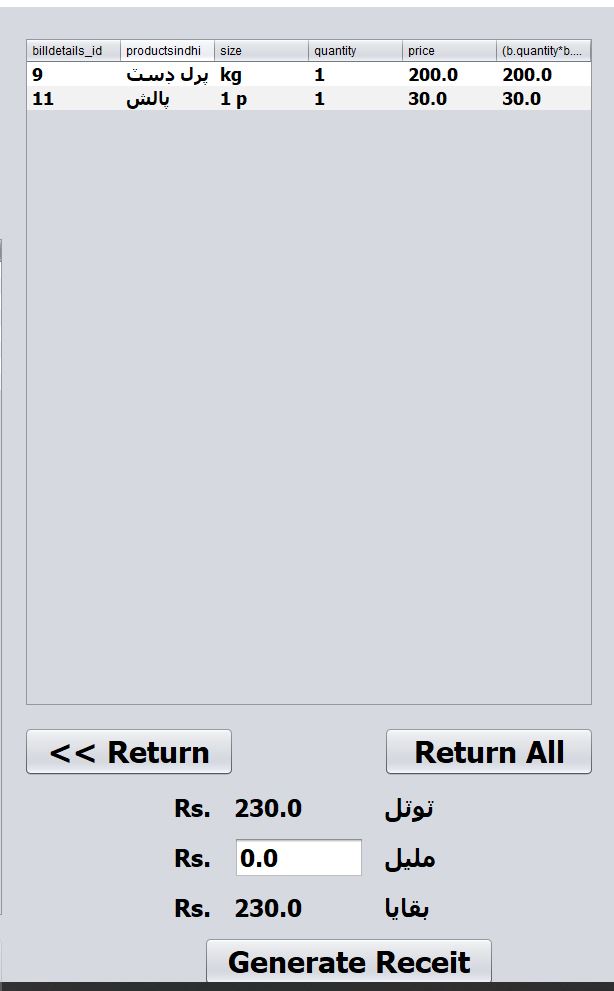 billdetails_id productsindhi size quantity price (b.quantity*b....
9 پرل ڊسٽ kg 1 200.0 200.0
11 پالش 1 p 1 30.0 30.0
<< Return Return All
Rs. 230.0 ٽوٽل
Rs. 0.0 مليل
Rs. 230.0 بقايا
Generate Receit